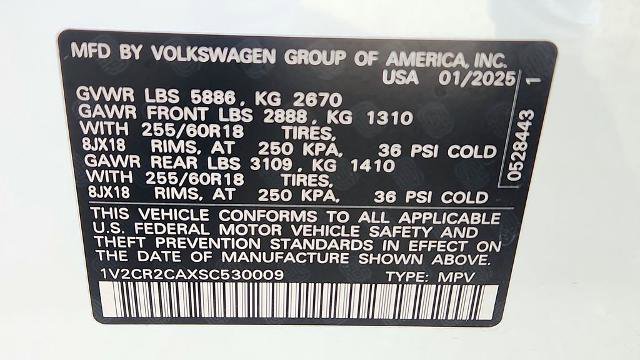 MFD BY VOLKSWAGEN GROUP OF AMERICA, INC.
USA 01/2025
GVWR LBS 5886, KG 2670
GAWR FRONT LBS 2888, KG 1310
WITH 255/60R18 TIRES,
8JX18 RIMS, AT 250 KPA, 36 PSI COLD
GAWR REAR LBS 3109, KG 1410
WITH 255/60R18 TIRES,
8JX18 RIMS, AT 250 KPA, 36 PSI COLD
THIS VEHICLE CONFORMS TO ALL APPLICABLE
U.S. FEDERAL MOTOR VEHICLE SAFETY AND
THEFT PREVENTION STANDARDS IN EFFECT ON
THE DATE OF MANUFACTURE SHOWN ABOVE.
1V2CR2CAXSC530009 TYPE: MPV
0528443 1